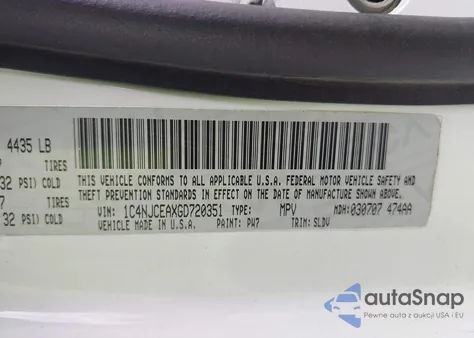 4435 LB
TIRES
32 PSI) COLD
TIRES
32 PSI) COLD
THIS VEHICLE CONFORMS TO ALL APPLICABLE U.S.A. FEDERAL MOTOR VEHICLE SAFETY AND
THEFT PREVENTION STANDARDS IN EFFECT ON THE DATE OF MANUFACTURE SHOWN ABOVE.
VIN: 1C4NJCEAXGD720351 TYPE: MPV MDH: 030707 474AA
VEHICLE MADE IN U.S.A. PAINT: PW7 TRIM: SLDV
autoSnap
Pewne auta z aukcji USA i EU